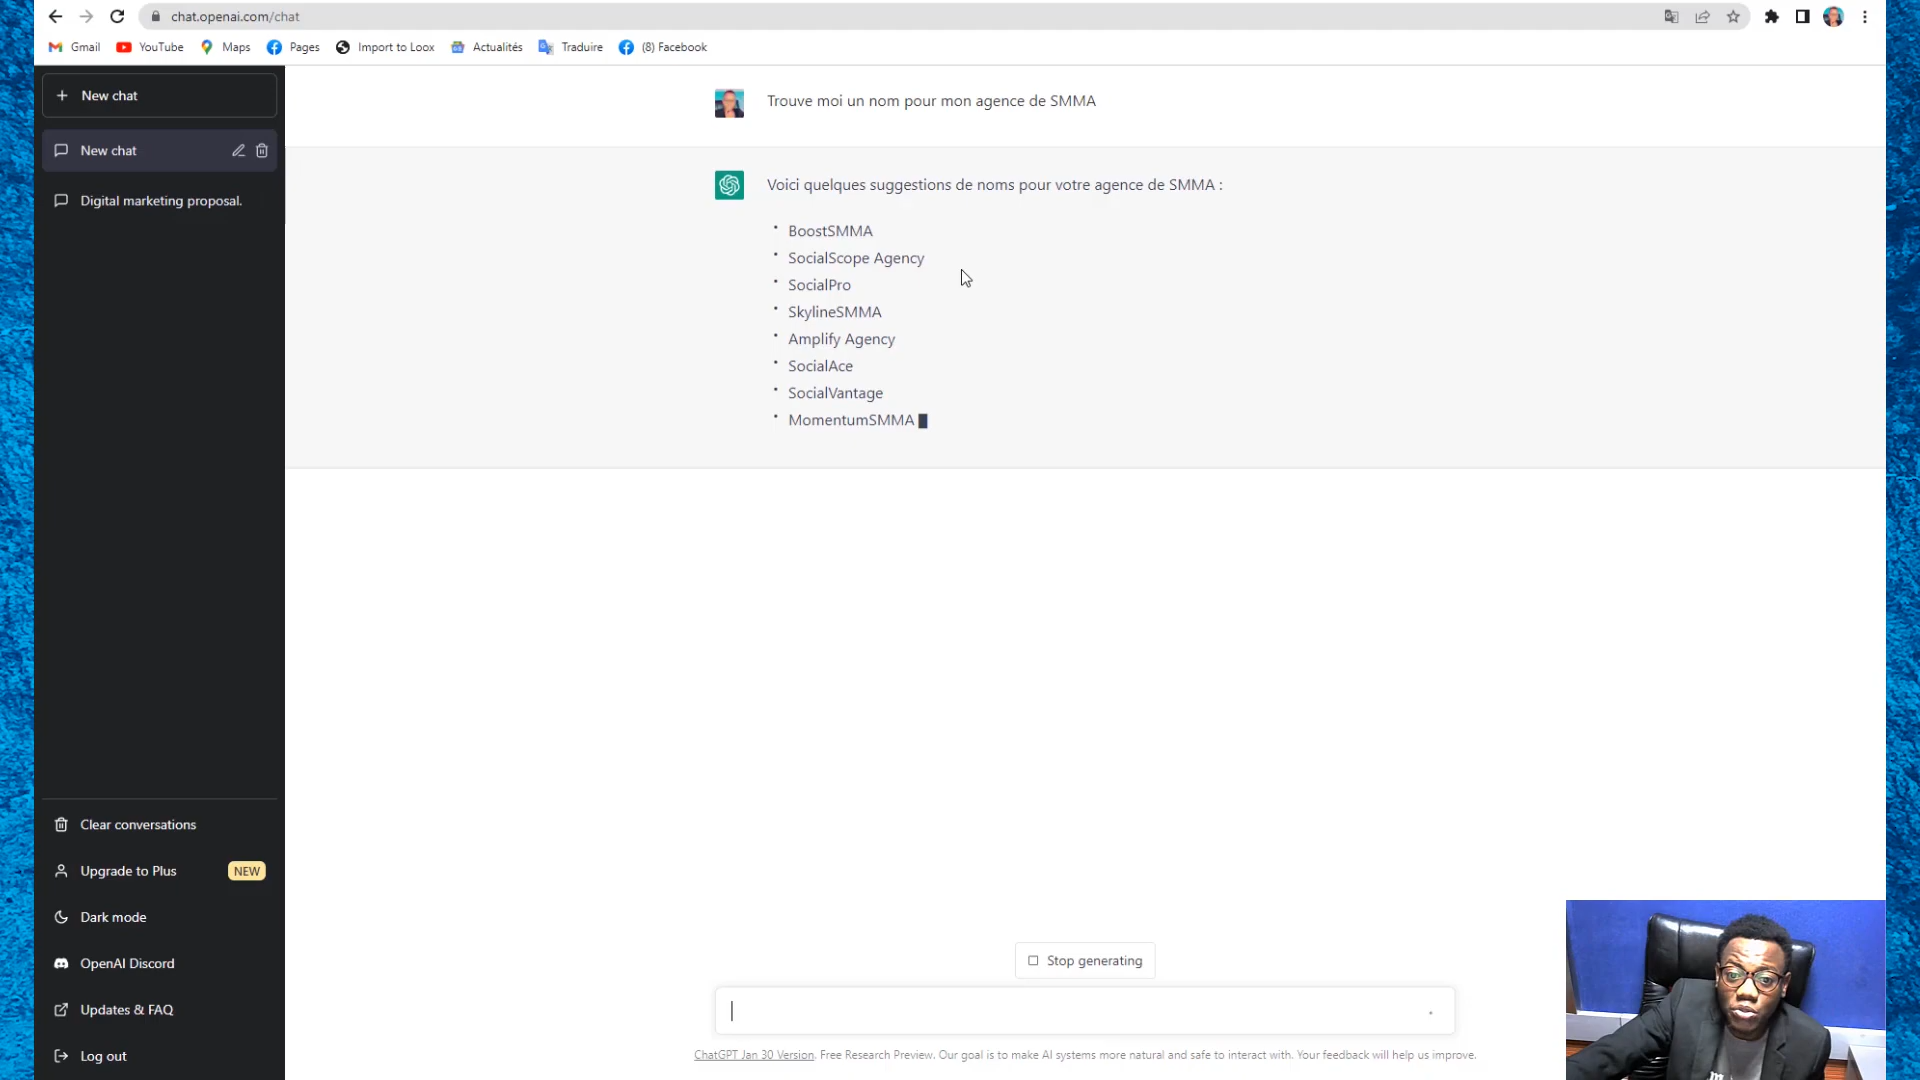 chat.openai.com/chat
Gmail YouTube Maps Pages Import to Loox Actualités Traduire (8) Facebook
New chat
New chat
Digital marketing proposal.
Trouve moi un nom pour mon agence de SMMA
Voici quelques suggestions de noms pour votre agence de SMMA :
BoostSMMA
SocialScope Agency
SocialPro
SkylineSMMA
Amplify Agency
SocialAce
SocialVantage
MomentumSMMA
Clear conversations
Upgrade to Plus NEW
Dark mode
OpenAI Discord
Updates & FAQ
Log out
Stop generating
ChatGPT Jan 30 Version. Free Research Preview. Our goal is to make AI systems more natural and safe to interact with. Your feedback will help us improve.